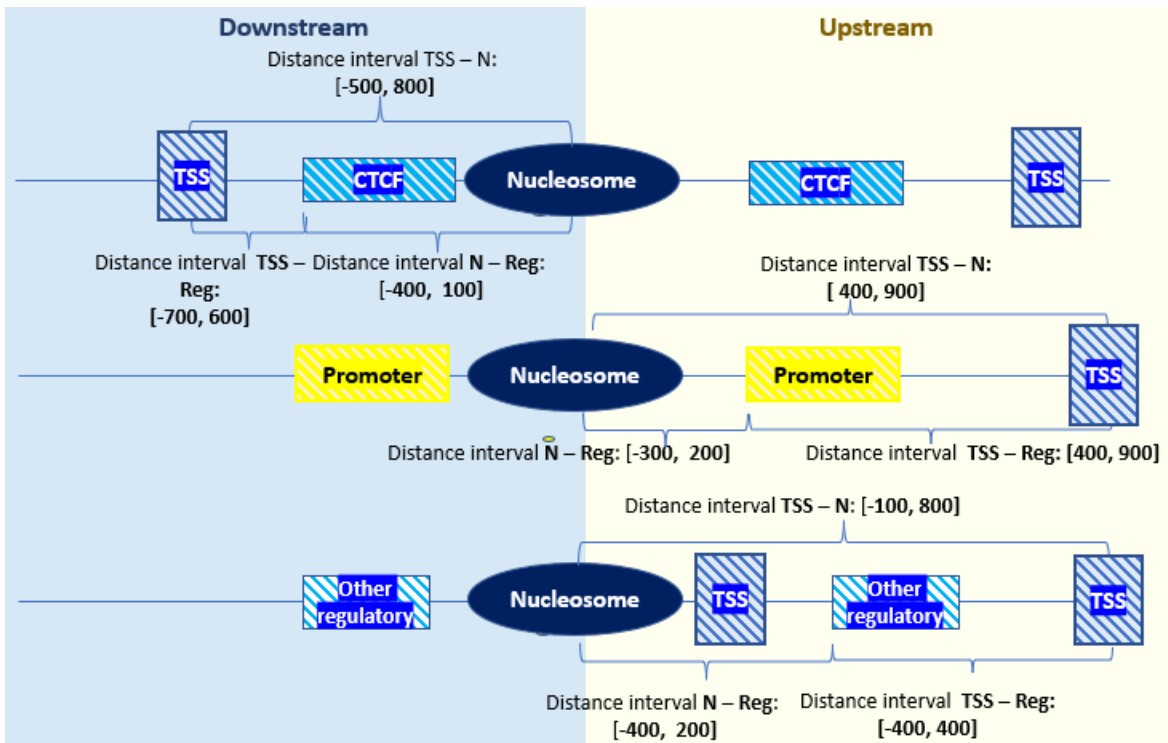 Downstream
Upstream
Distance interval TSS – N:
[-500, 800]
TSS
CTCF
Nucleosome
CTCF
TSS
Distance interval TSS –
Reg:
[-700, 600]
Distance interval N – Reg:
[-400, 100]
Distance interval TSS – N:
[ 400, 900]
Promoter
Nucleosome
Promoter
TSS
Distance interval N – Reg: [-300, 200]
Distance interval TSS – Reg: [400, 900]
Distance interval TSS – N: [-100, 800]
Other
regulatory
Nucleosome
TSS
Other
regulatory
TSS
Distance interval N – Reg:
[-400, 200]
Distance interval TSS – Reg:
[-400, 400]